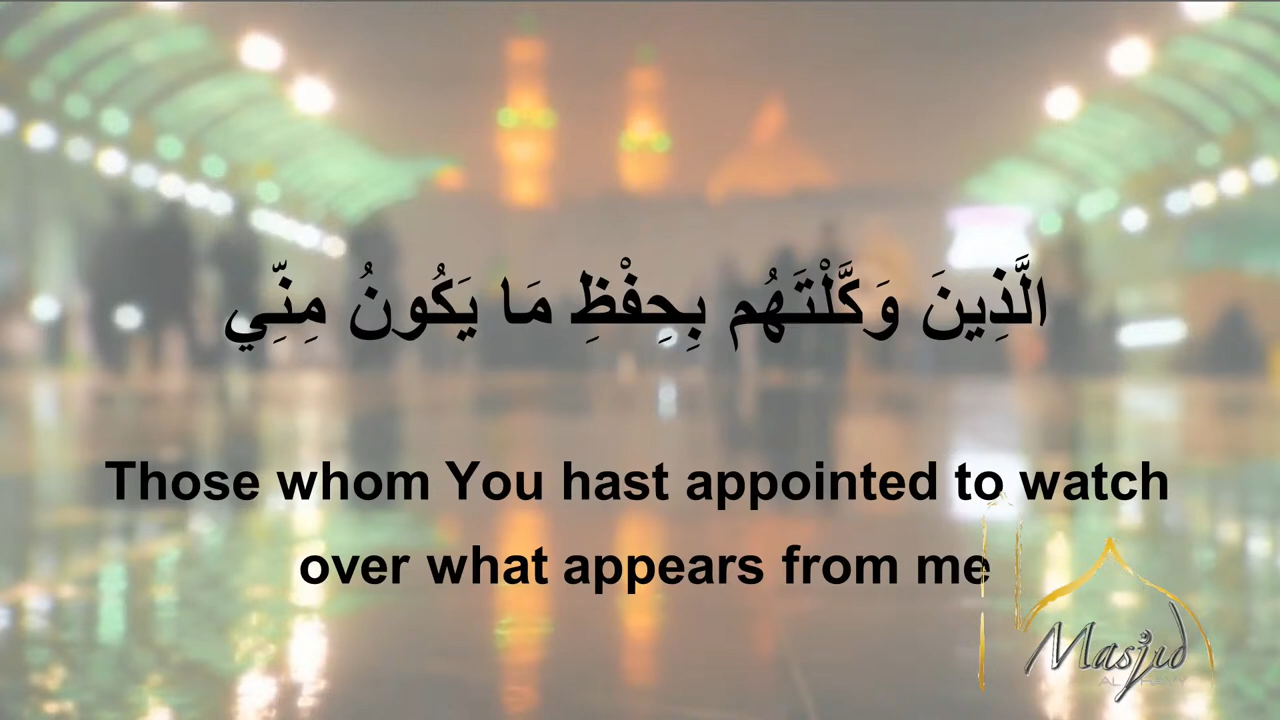 الَّذِينَ وَكَّلْتَهُم بِحِفْظِ مَا يَكُونُ مِنِّي
Those whom You hast appointed to watch
over what appears from me
Masjid